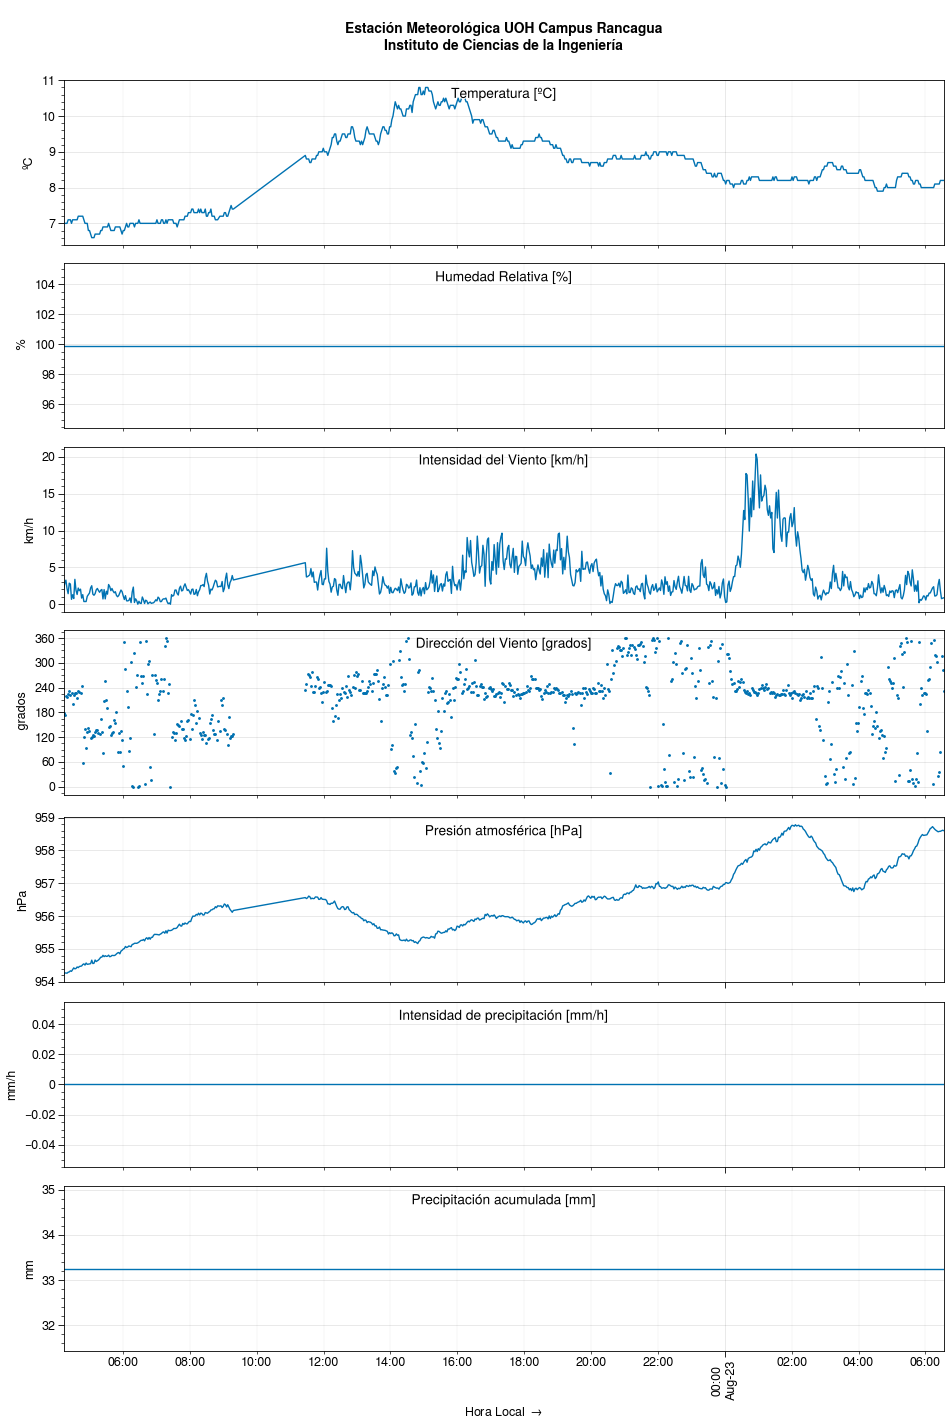 Estación Meteorológica UOH Campus Rancagua
Instituto de Ciencias de la Ingeniería
Temperatura [ºC]
ºC
11
10
9
8
7
Humedad Relativa [%]
%
104
102
100
98
96
Intensidad del Viento [km/h]
km/h
20
15
10
5
0
Dirección del Viento [grados]
grados
360
300
240
180
120
60
0
Presión atmosférica [hPa]
hPa
959
958
957
956
955
954
Intensidad de precipitación [mm/h]
mm/h
0.04
0.02
0
−0.02
−0.04
Precipitación acumulada [mm]
mm
35
34
33
32
06:00 08:00 10:00 12:00 14:00 16:00 18:00 20:00 22:00 00:00 02:00 04:00 06:00
Aug-23
Hora Local →